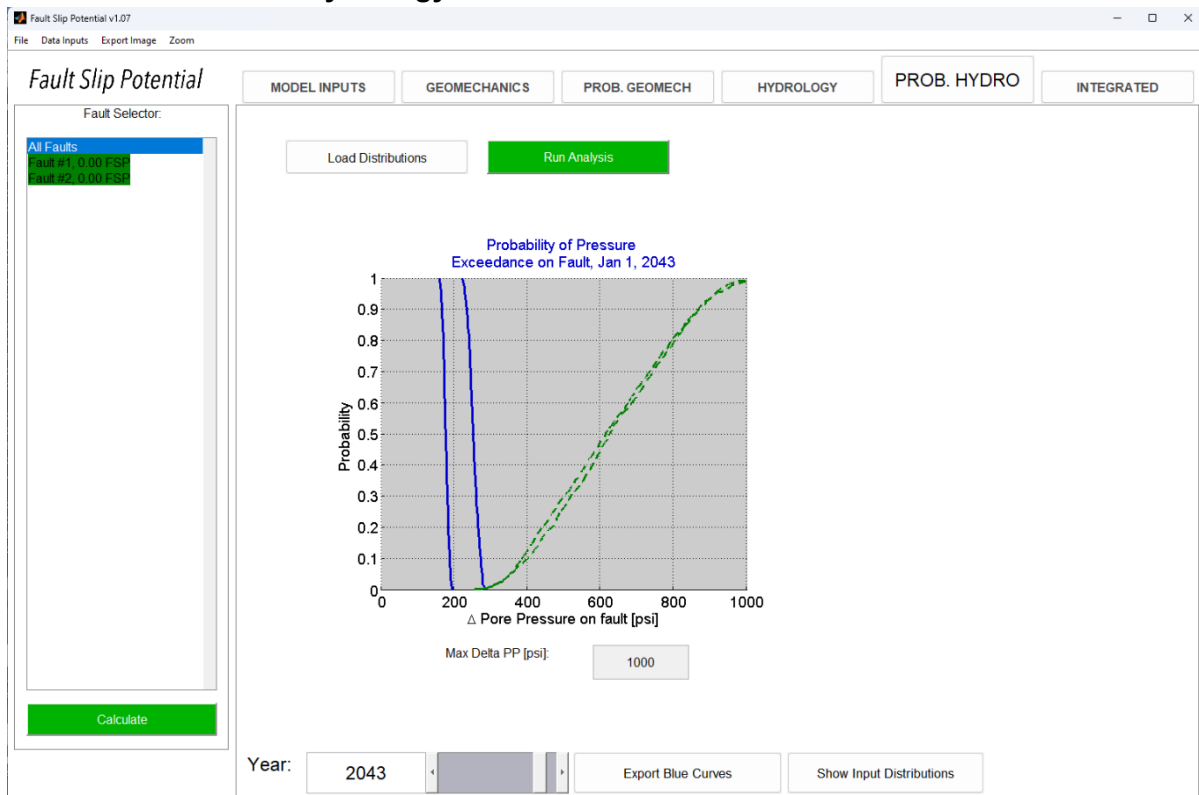 Fault Slip Potential v1.07
File Data Inputs Export Image Zoom
Fault Slip Potential
MODEL INPUTS GEOMECHANICS PROB. GEOMECH HYDROLOGY PROB. HYDRO INTEGRATED
Fault Selector:
All Faults
Fault #1, 0.00 FSP
Fault #2, 0.00 FSP
Calculate
Load Distributions Run Analysis
Probability of Pressure
Exceedance on Fault, Jan 1, 2043
1
0.9
0.8
0.7
0.6
0.5
0.4
0.3
0.2
0.1
0
Probability
0 200 400 600 800 1000
△ Pore Pressure on fault [psi]
Max Delta PP [psi]: 1000
Year: 2043 Export Blue Curves Show Input Distributions